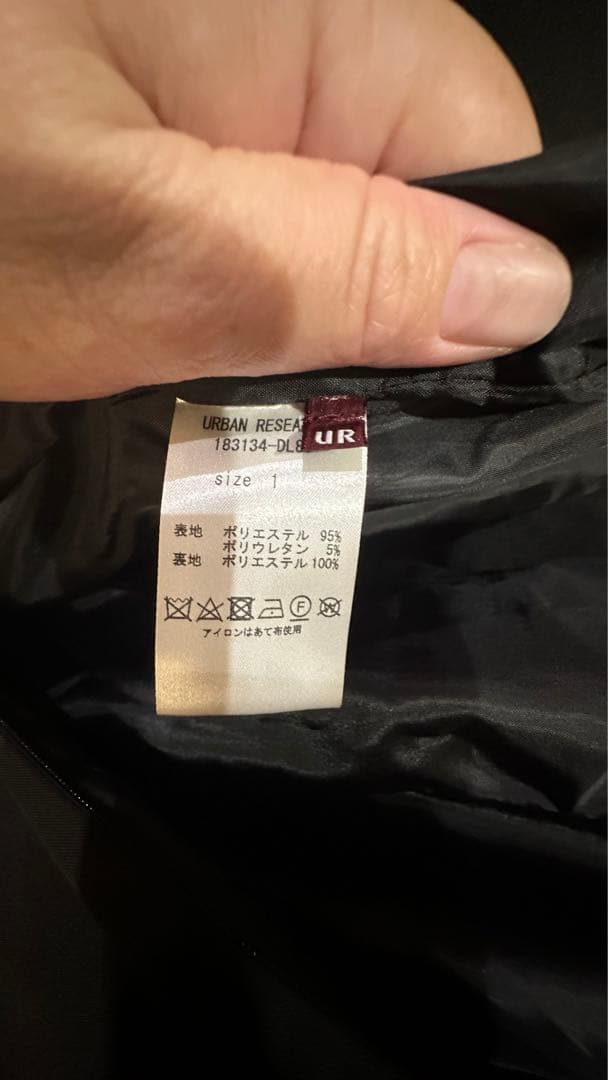 URBAN RESEA
UR
183134-DL8
size 1
表地 ポリエステル 95%
ポリウレタン 5%
裏地 ポリエステル 100%
F
W
アイロンはあて布使用